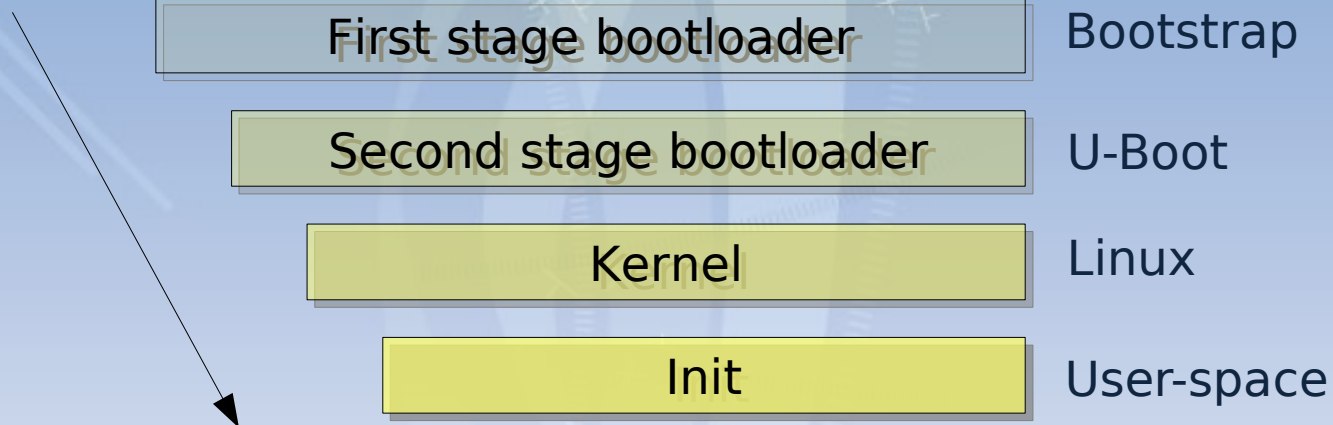 First stage bootloader Bootstrap
Second stage bootloader U-Boot
Kernel Linux
Init User-space